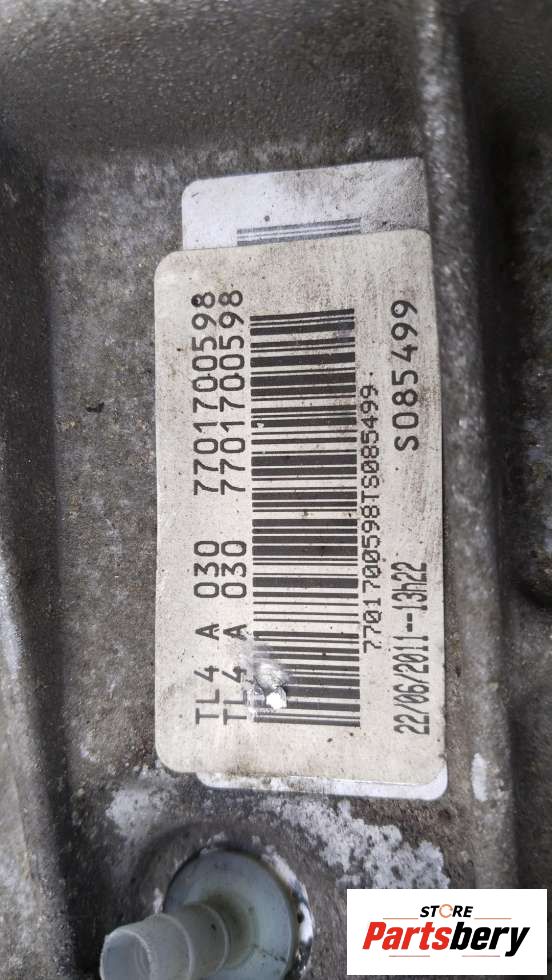 TL4 A 030 7701700598
TL4 A 030 7701700598
7701700598TS085499
22/06/2011--13h22 S085499
STORE
Partsbery